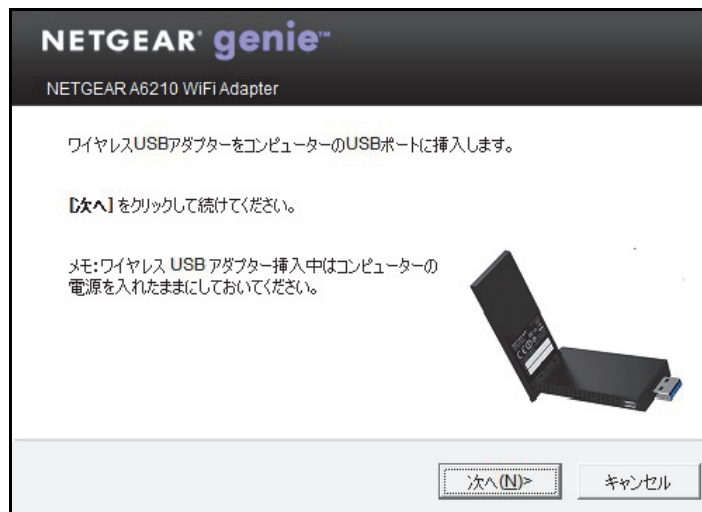 NETGEAR® genie™
NETGEAR A6210 WiFi Adapter
ワイヤレスUSBアダプターをコンピューターのUSBポートに挿入します。
[次へ] をクリックして続けてください。
メモ:ワイヤレス USB アダプター挿入中はコンピューターの
電源を入れたままにしておいてください。
次へ(N)>
キャンセル